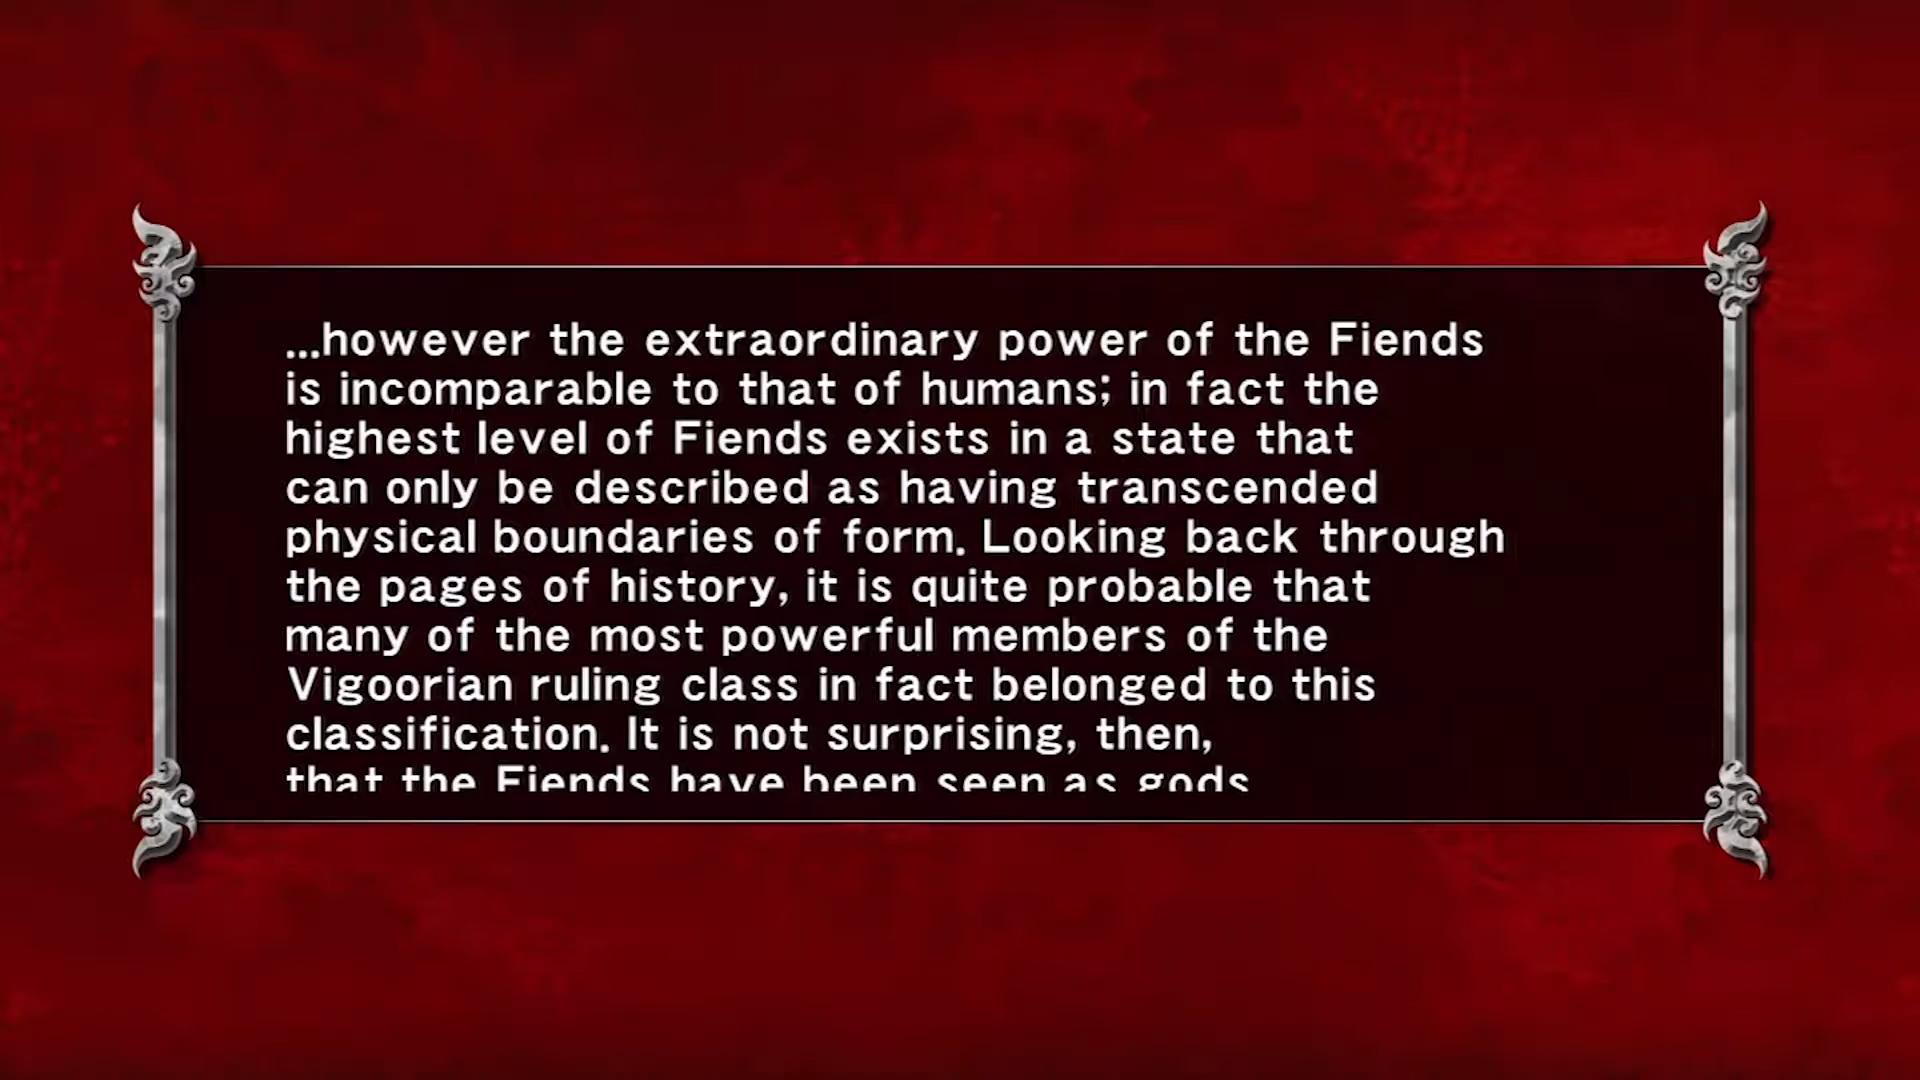 ...however the extraordinary power of the Fiends
is incomparable to that of humans; in fact the
highest level of Fiends exists in a state that
can only be described as having transcended
physical boundaries of form. Looking back through
the pages of history, it is quite probable that
many of the most powerful members of the
Vigoorian ruling class in fact belonged to this
classification. It is not surprising, then,
that the Fiends have been seen as gods